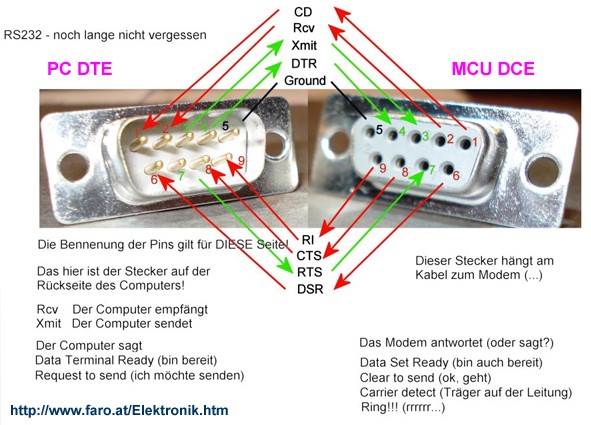 RS232 - noch lange nicht vergessen
CD
Rcv
Xmit
DTR
Ground
PC DTE
MCU DCE
1 2 3 4 5
6 7 8 9
5 4 3 2 1
9 8 7 6
RI
CTS
RTS
DSR
Die Bennenung der Pins gilt für DIESE Seite!
Das hier ist der Stecker auf der
Rückseite des Computers!
Rcv Der Computer empfängt
Xmit Der Computer sendet
Der Computer sagt
Data Terminal Ready (bin bereit)
Request to send (ich möchte senden)
Dieser Stecker hängt am
Kabel zum Modem (...)
Das Modem antwortet (oder sagt?)
Data Set Ready (bin auch bereit)
Clear to send (ok, geht)
Carrier detect (Träger auf der Leitung)
Ring!!! (rrrrrr...)
http://www.faro.at/Elektronik.htm